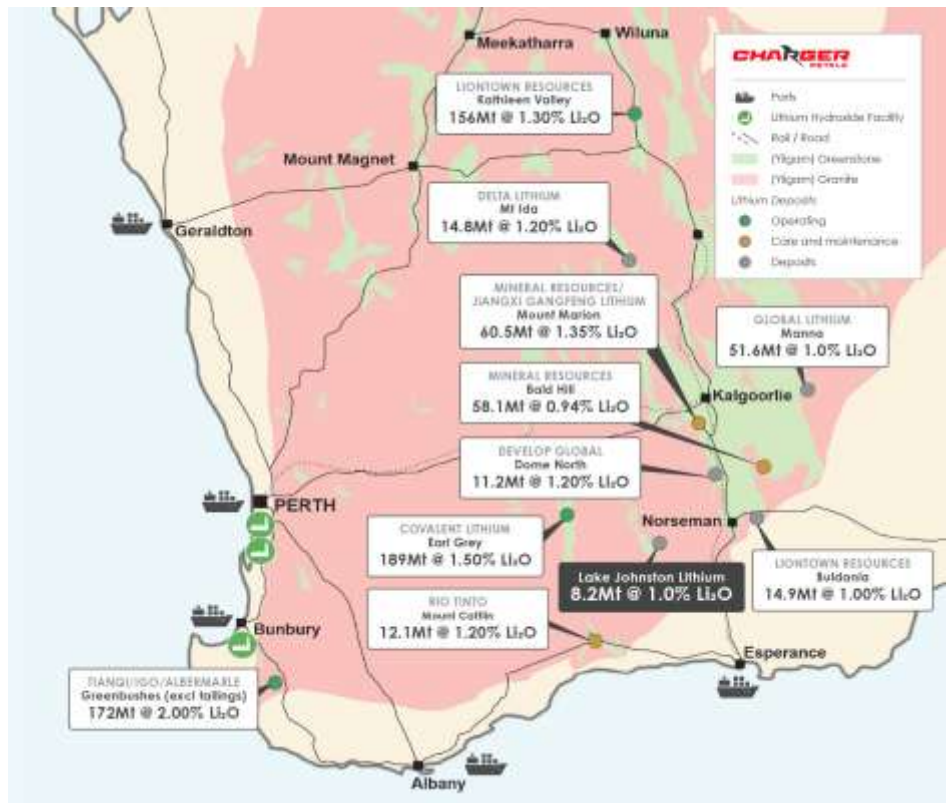 Meekatharra
Wiluna
CHARGER
METALS
Ports
Lithium Hydroxide Facility
Rail / Road
(Yilgarn) Greenstone
(Yilgarn) Granite
Lithium Deposits
Operating
Care and maintenance
Deposits
LIONTOWN RESOURCES
Kathleen Valley
156Mt @ 1.30% Li₂O
Mount Magnet
Geraldton
DELTA LITHIUM
Mt Ida
14.8Mt @ 1.20% Li₂O
MINERAL RESOURCES/
JIANGXI GANGFENG LITHIUM
Mount Marion
60.5Mt @ 1.35% Li₂O
GLOBAL LITHIUM
Manna
51.6Mt @ 1.0% Li₂O
MINERAL RESOURCES
Bald Hill
58.1Mt @ 0.94% Li₂O
Kalgoorlie
DEVELOP GLOBAL
Dome North
11.2Mt @ 1.20% Li₂O
PERTH
Norseman
COVALENT LITHIUM
Earl Grey
189Mt @ 1.50% Li₂O
LIONTOWN RESOURCES
Buldania
14.9Mt @ 1.00% Li₂O
Lake Johnston Lithium
8.2Mt @ 1.0% Li₂O
RIO TINTO
Mount Cattlin
12.1Mt @ 1.20% Li₂O
Bunbury
Esperance
TIANQI/IGO/ALBERMARLE
Greenbushes (excl tailings)
172Mt @ 2.00% Li₂O
Albany